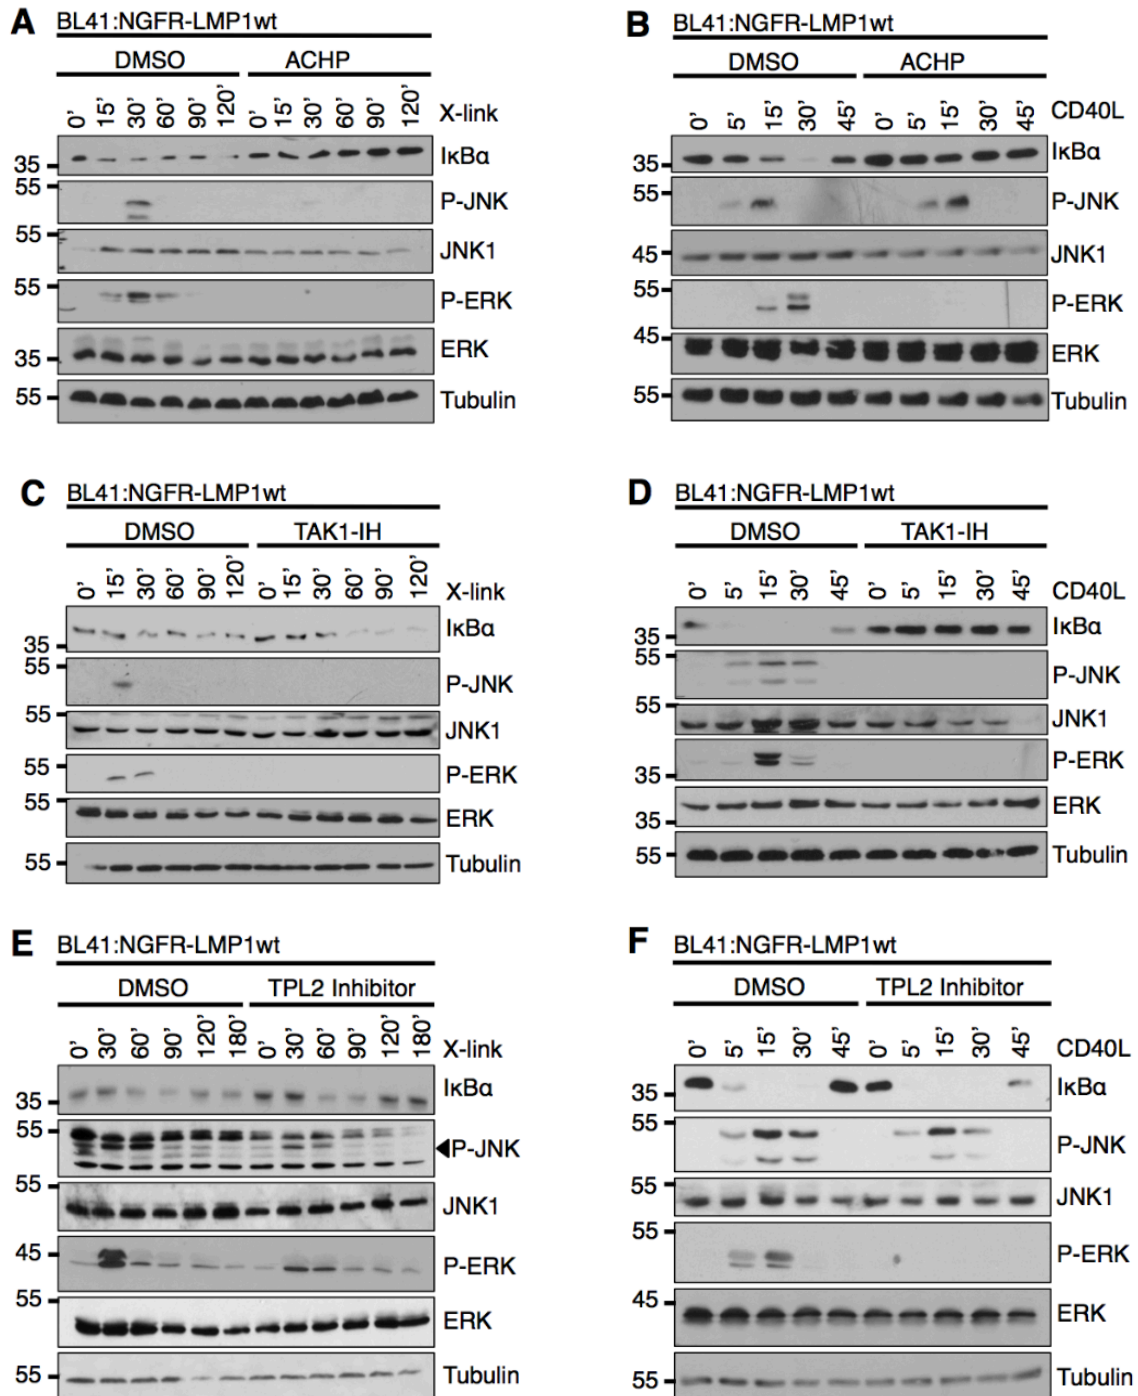 A BL41:NGFR-LMP1wt
DMSO ACHP
0' 15' 30' 60' 90' 120' 0' 15' 30' 60' 90' 120' X-link
35 IκBα
55 P-JNK
55 JNK1
55 P-ERK
35 ERK
55 Tubulin
B BL41:NGFR-LMP1wt
DMSO ACHP
0' 5' 15' 30' 45' 0' 5' 15' 30' 45' CD40L
35 IκBα
55 P-JNK
45 JNK1
55 P-ERK
45 ERK
55 Tubulin
C BL41:NGFR-LMP1wt
DMSO TAK1-IH
0' 15' 30' 60' 90' 120' 0' 15' 30' 60' 90' 120' X-link
35 IκBα
55 P-JNK
55 JNK1
55 P-ERK
55 ERK
55 Tubulin
D BL41:NGFR-LMP1wt
DMSO TAK1-IH
0' 5' 15' 30' 45' 0' 5' 15' 30' 45' CD40L
35 IκBα
55 P-JNK
55 JNK1
35 P-ERK
35 ERK
55 Tubulin
E BL41:NGFR-LMP1wt
DMSO TPL2 Inhibitor
0' 30' 60' 90' 120' 180' 0' 30' 60' 90' 120' 180' X-link
35 IκBα
55 P-JNK
55 JNK1
45 P-ERK
55 ERK
55 Tubulin
F BL41:NGFR-LMP1wt
DMSO TPL2 Inhibitor
0' 5' 15' 30' 45' 0' 5' 15' 30' 45' CD40L
35 IκBα
55 P-JNK
55 JNK1
55 P-ERK
45 ERK
55 Tubulin